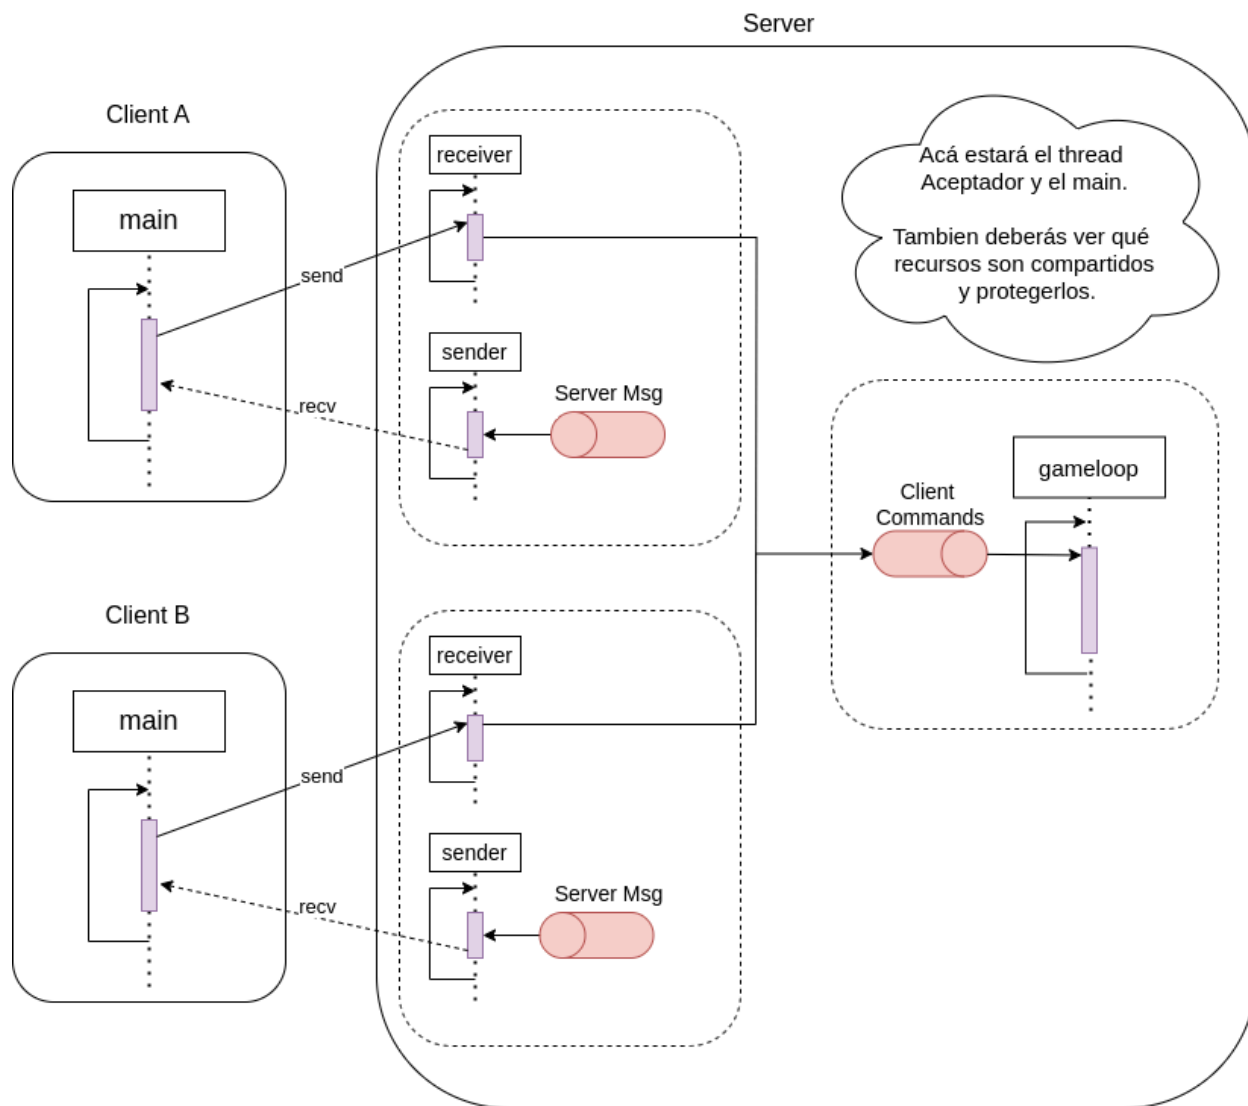 Server
Client A
main
send
recv
receiver
sender
Server Msg
Acá estará el thread
Aceptador y el main.
Tambien deberás ver qué
recursos son compartidos
y protegerlos.
Client
Commands
gameloop
Client B
main
send
recv
receiver
sender
Server Msg